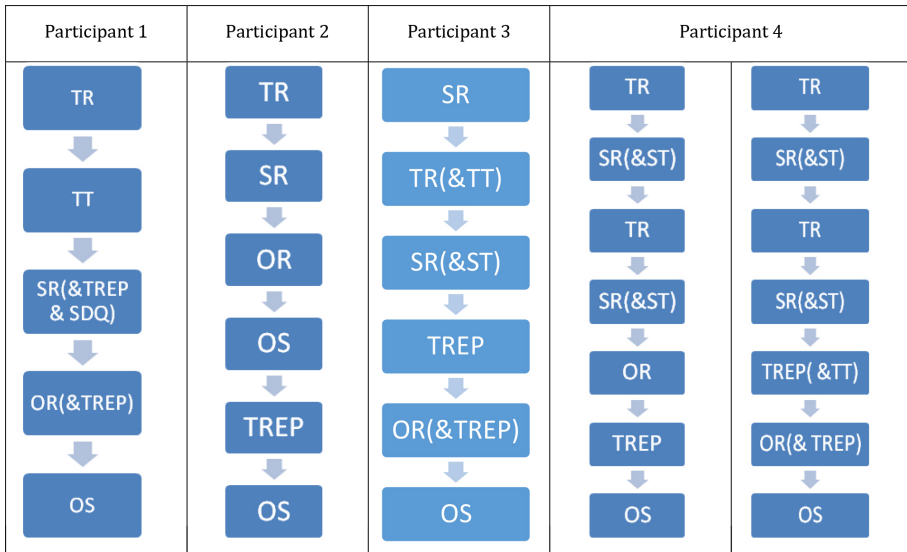 Participant 1
Participant 2
Participant 3
Participant 4
TR
TT
SR(&TREP
& SDQ)
OR(&TREP)
OS
TR
SR
OR
OS
TREP
OS
SR
TR(&TT)
SR(&ST)
TREP
OR(&TREP)
OS
TR
SR(&ST)
TR
SR(&ST)
OR
TREP
OS
TR
SR(&ST)
TR
SR(&ST)
TREP( &TT)
OR(& TREP)
OS